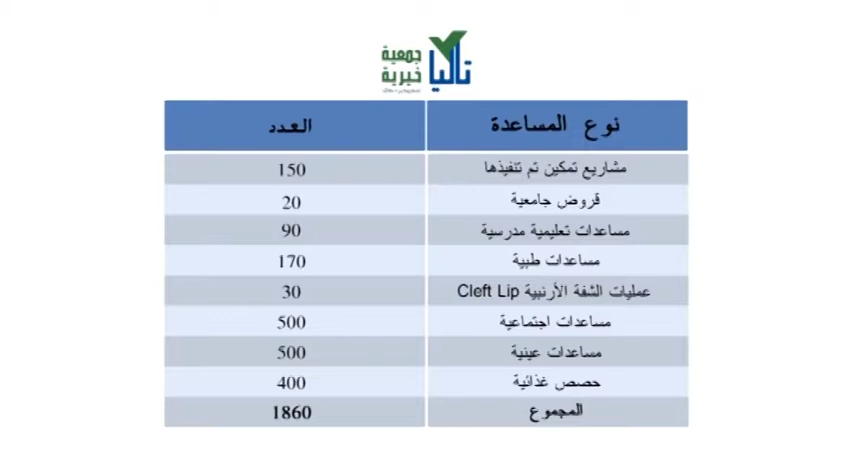 جمعية
خيرية
تاليا
نوع المساعدة العدد
مشاريع تمكين تم تنفيذها 150
قروض جامعية 20
مساعدات تعليمية مدرسية 90
مساعدات طبية 170
عمليات الشفة الأرنبية Cleft Lip 30
مساعدات اجتماعية 500
مساعدات عينية 500
حصص غذائية 400
المجموع 1860